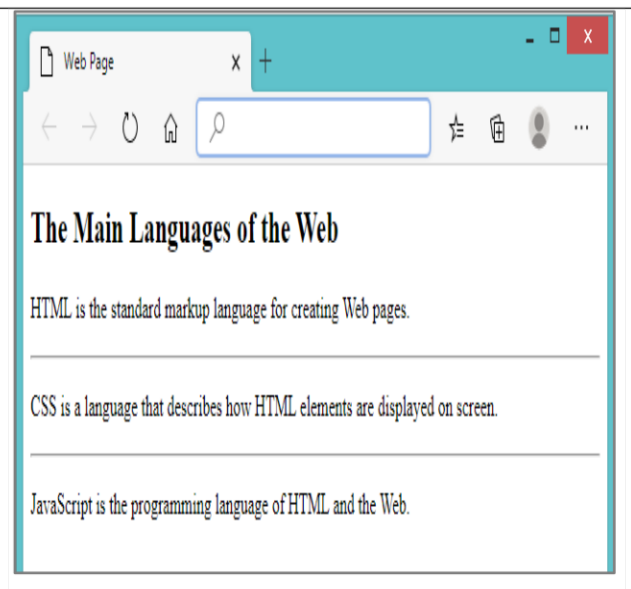 Web Page
The Main Languages of the Web
HTML is the standard markup language for creating Web pages.
CSS is a language that describes how HTML elements are displayed on screen.
JavaScript is the programming language of HTML and the Web.